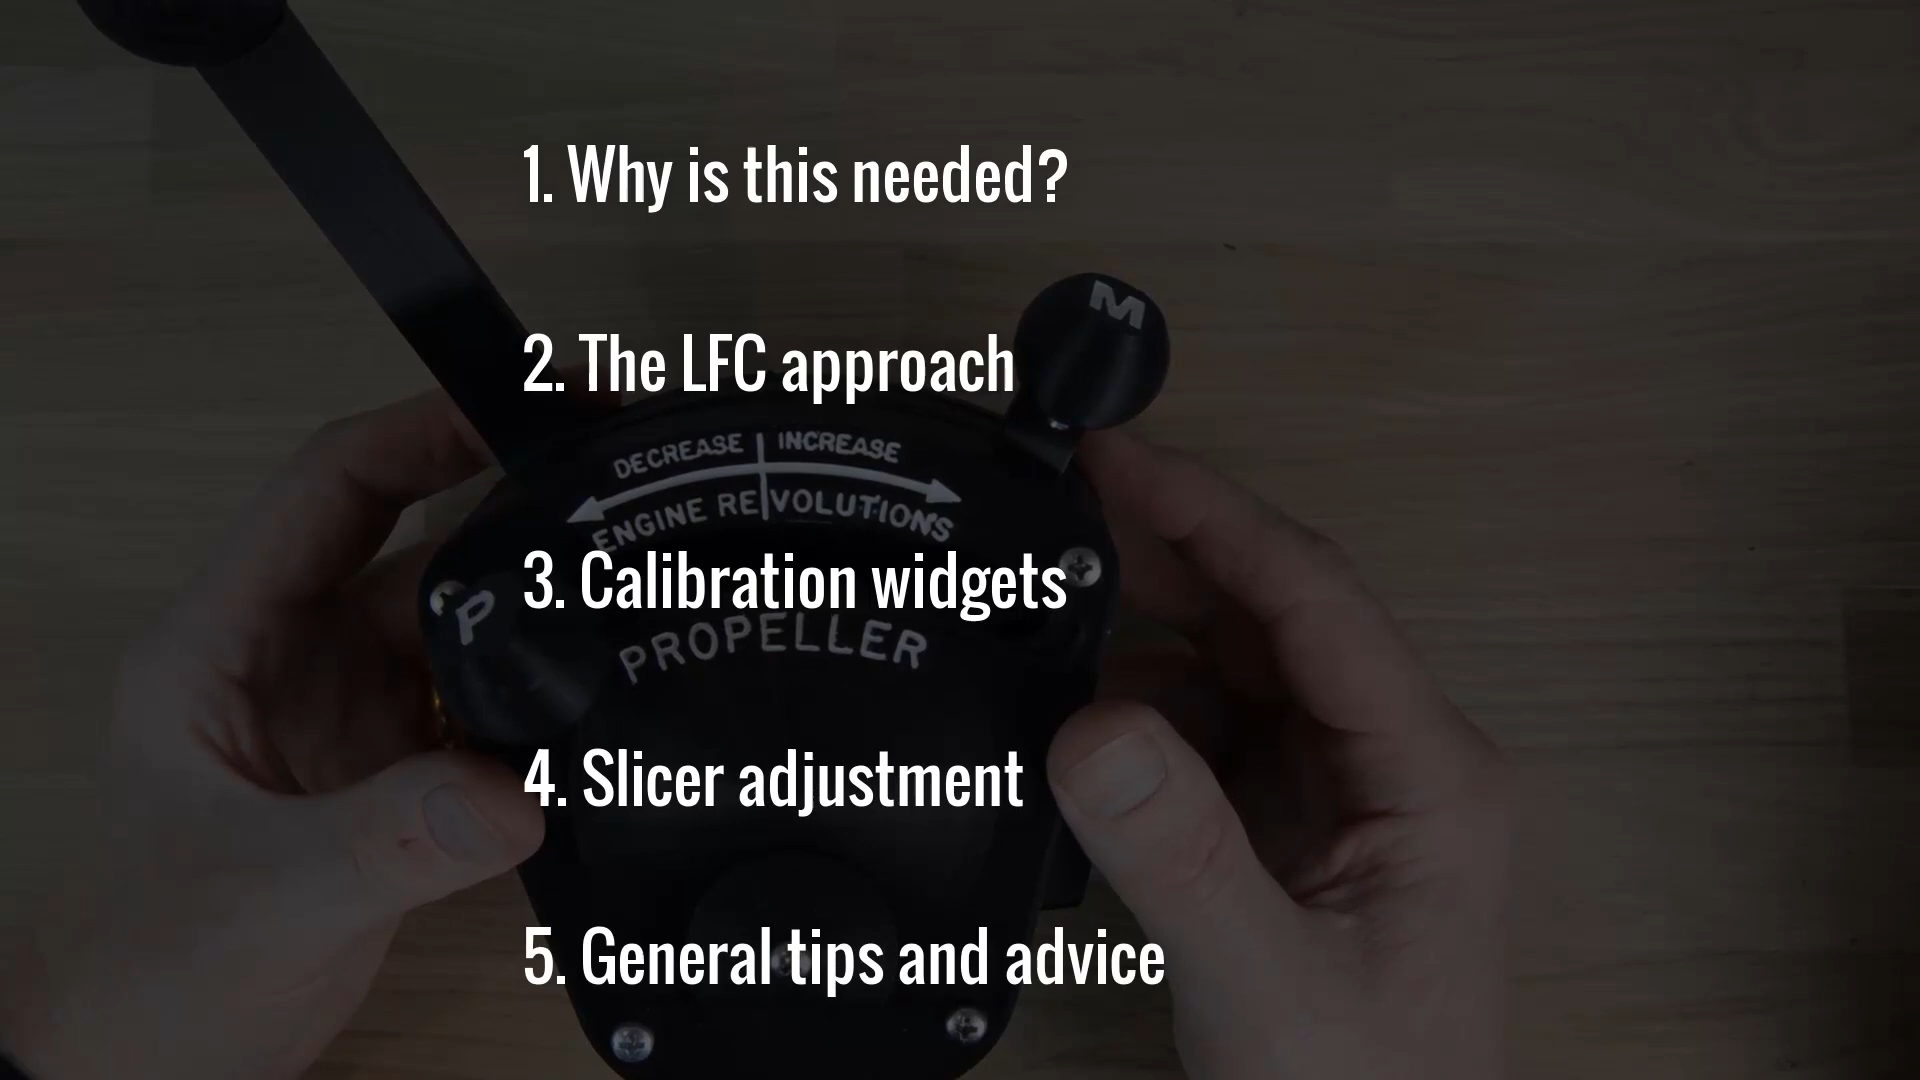 1. Why is this needed?
M
2. The LFC approach
DECREASE INCREASE
ENGINE REVOLUTIONS
3. Calibration widgets
P
PROPELLER
4. Slicer adjustment
5. General tips and advice